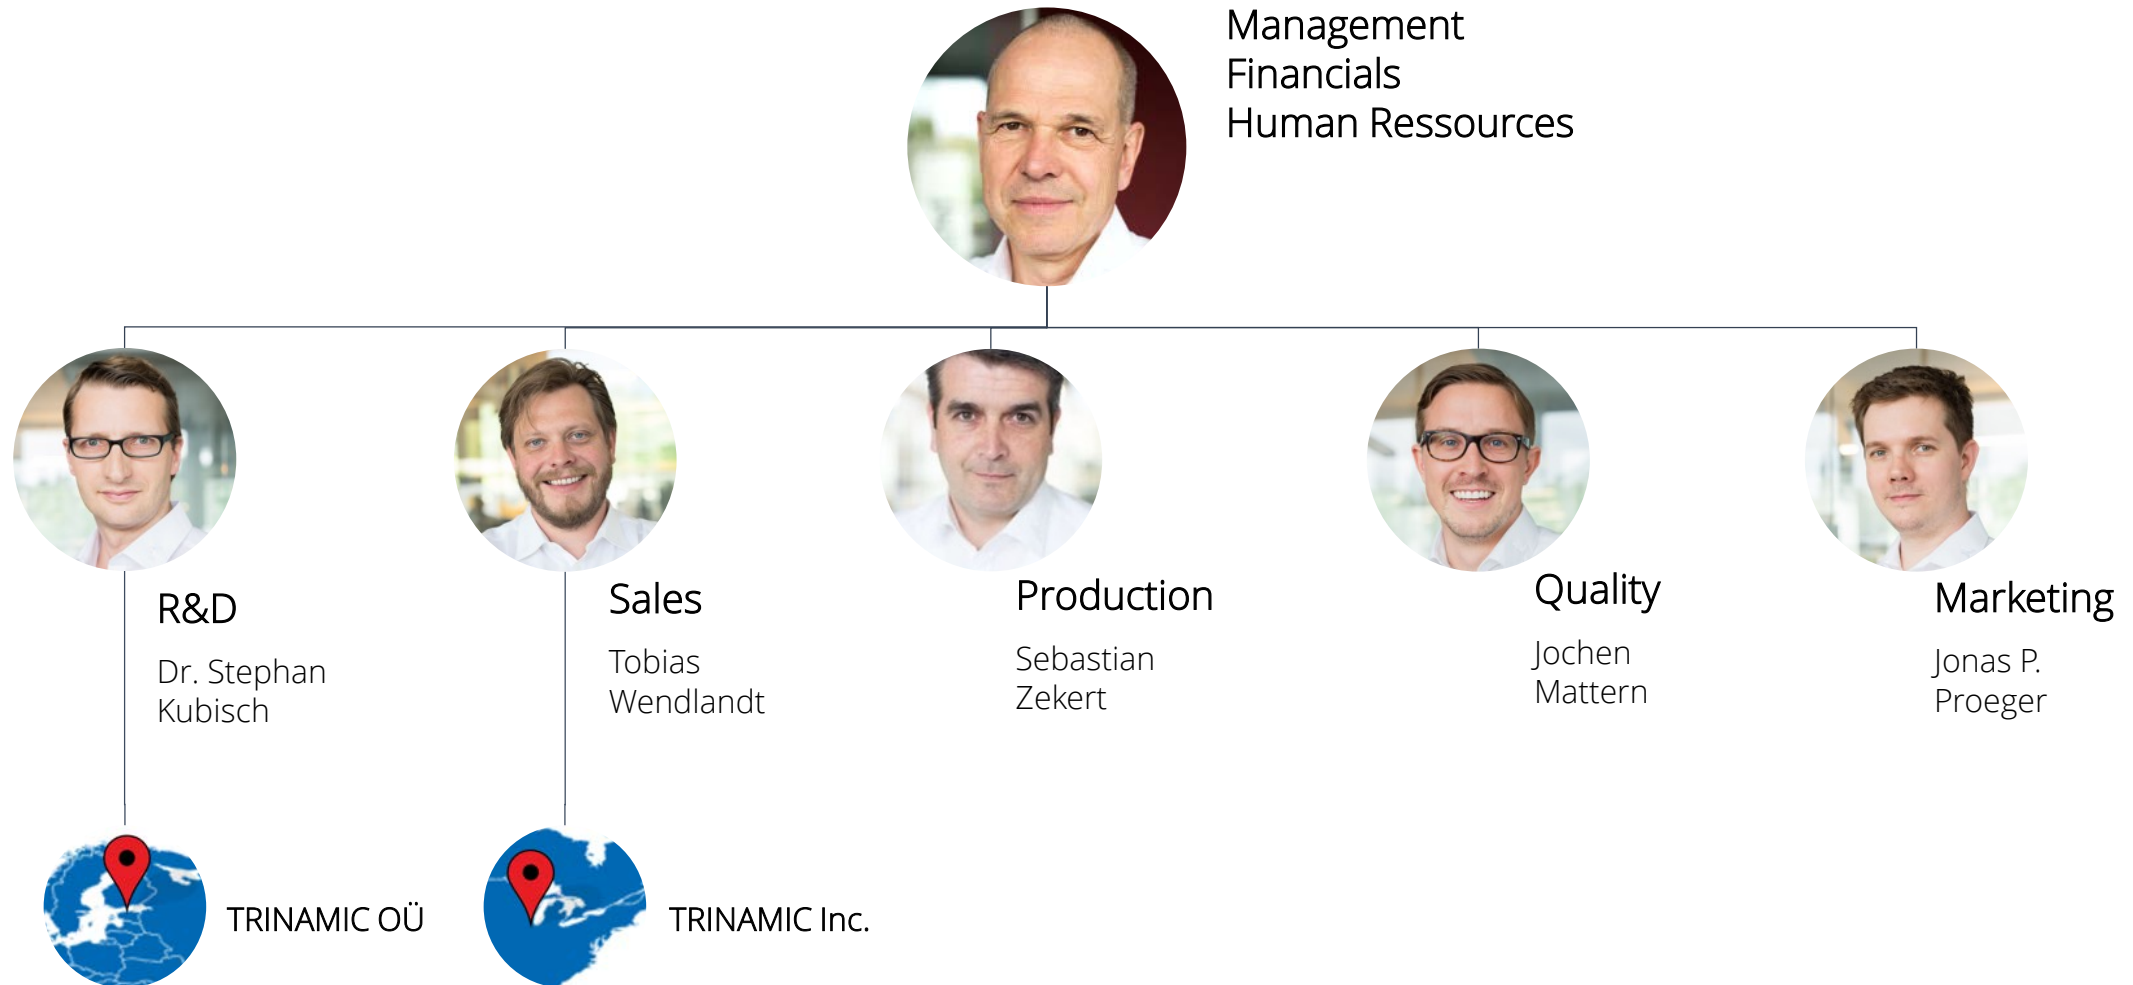 Management
Financials
Human Ressources
R&D
Dr. Stephan
Kubisch
Sales
Tobias
Wendlandt
Production
Sebastian
Zekert
Quality
Jochen
Mattern
Marketing
Jonas P.
Proeger
TRINAMIC OÜ
TRINAMIC Inc.